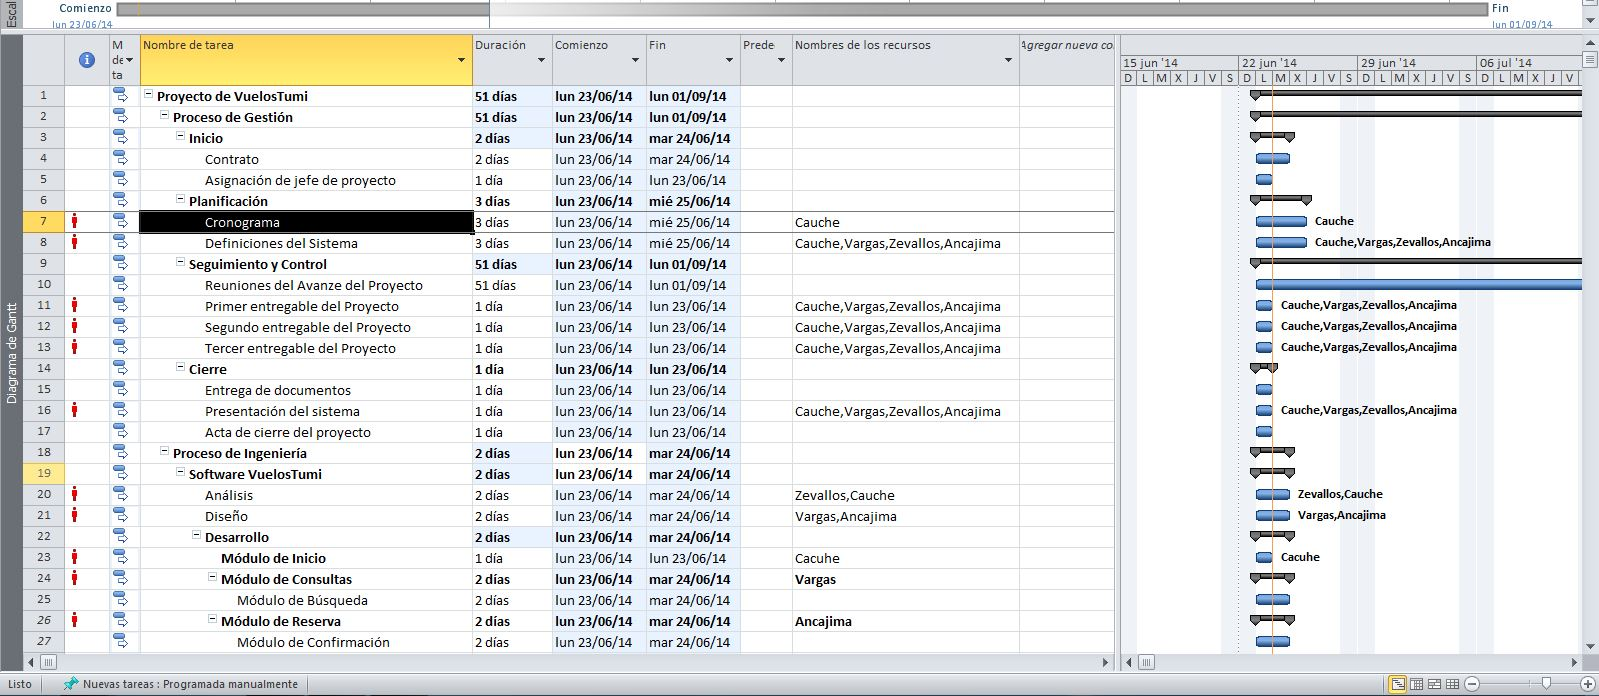 Escal
Comienzo
lun 23/06/14
Fin
lun 01/09/14
Diagrama de Gantt
M de ta
Nombre de tarea Duración Comienzo Fin Prede Nombres de los recursos Agregar nueva co
15 jun '14 22 jun '14 29 jun '14 06 jul '14
D L M X J V S D L M X J V S D L M X J V S D L M X J V
1 Proyecto de VuelosTumi 51 días lun 23/06/14 lun 01/09/14
2 Proceso de Gestión 51 días lun 23/06/14 lun 01/09/14
3 Inicio 2 días lun 23/06/14 mar 24/06/14
4 Contrato 2 días lun 23/06/14 mar 24/06/14
5 Asignación de jefe de proyecto 1 día lun 23/06/14 lun 23/06/14
6 Planificación 3 días lun 23/06/14 mié 25/06/14
7 Cronograma 3 días lun 23/06/14 mié 25/06/14 Cauche Cauche
8 Definiciones del Sistema 3 días lun 23/06/14 mié 25/06/14 Cauche,Vargas,Zevallos,Ancajima Cauche,Vargas,Zevallos,Ancajima
9 Seguimiento y Control 51 días lun 23/06/14 lun 01/09/14
10 Reuniones del Avanze del Proyecto 51 días lun 23/06/14 lun 01/09/14
11 Primer entregable del Proyecto 1 día lun 23/06/14 lun 23/06/14 Cauche,Vargas,Zevallos,Ancajima Cauche,Vargas,Zevallos,Ancajima
12 Segundo entregable del Proyecto 1 día lun 23/06/14 lun 23/06/14 Cauche,Vargas,Zevallos,Ancajima Cauche,Vargas,Zevallos,Ancajima
13 Tercer entregable del Proyecto 1 día lun 23/06/14 lun 23/06/14 Cauche,Vargas,Zevallos,Ancajima Cauche,Vargas,Zevallos,Ancajima
14 Cierre 1 día lun 23/06/14 lun 23/06/14
15 Entrega de documentos 1 día lun 23/06/14 lun 23/06/14
16 Presentación del sistema 1 día lun 23/06/14 lun 23/06/14 Cauche,Vargas,Zevallos,Ancajima Cauche,Vargas,Zevallos,Ancajima
17 Acta de cierre del proyecto 1 día lun 23/06/14 lun 23/06/14
18 Proceso de Ingeniería 2 días lun 23/06/14 mar 24/06/14
19 Software VuelosTumi 2 días lun 23/06/14 mar 24/06/14
20 Análisis 2 días lun 23/06/14 mar 24/06/14 Zevallos,Cauche Zevallos,Cauche
21 Diseño 2 días lun 23/06/14 mar 24/06/14 Vargas,Ancajima Vargas,Ancajima
22 Desarrollo 2 días lun 23/06/14 mar 24/06/14
23 Módulo de Inicio 1 día lun 23/06/14 lun 23/06/14 Cacuhe Cacuhe
24 Módulo de Consultas 2 días lun 23/06/14 mar 24/06/14 Vargas
25 Módulo de Búsqueda 2 días lun 23/06/14 mar 24/06/14
26 Módulo de Reserva 2 días lun 23/06/14 mar 24/06/14 Ancajima
27 Módulo de Confirmación 2 días lun 23/06/14 mar 24/06/14
Listo Nuevas tareas : Programada manualmente